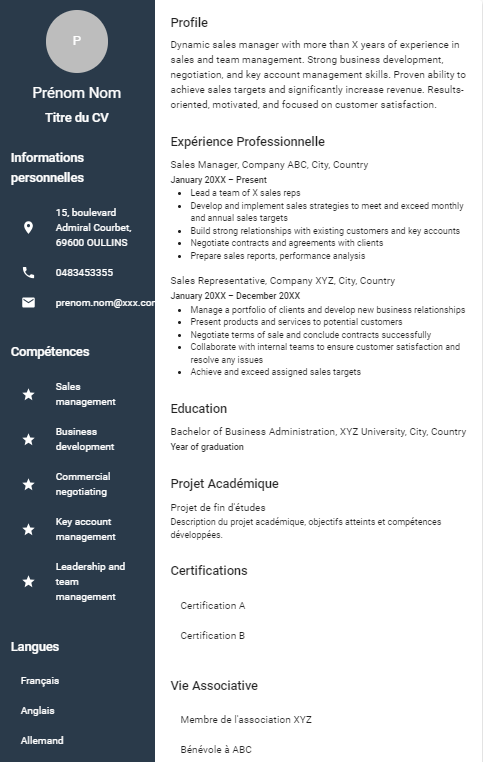 P
Prénom Nom
Titre du CV
Informations
personnelles
15, boulevard
Admiral Courbet,
69600 OULLINS
0483453355
prenom.nom@xxx.cor
Compétences
Sales
management
Business
development
Commercial
negotiating
Key account
management
Leadership and
team
management
Langues
Français
Anglais
Allemand
Profile
Dynamic sales manager with more than X years of experience in
sales and team management. Strong business development,
negotiation, and key account management skills. Proven ability to
achieve sales targets and significantly increase revenue. Results-
oriented, motivated, and focused on customer satisfaction.
Expérience Professionnelle
Sales Manager, Company ABC, City, Country
January 20XX – Present
• Lead a team of X sales reps
• Develop and implement sales strategies to meet and exceed monthly
and annual sales targets
• Build strong relationships with existing customers and key accounts
• Negotiate contracts and agreements with clients
• Prepare sales reports, performance analysis
Sales Representative, Company XYZ, City, Country
January 20XX – December 20XX
• Manage a portfolio of clients and develop new business relationships
• Present products and services to potential customers
• Negotiate terms of sale and conclude contracts successfully
• Collaborate with internal teams to ensure customer satisfaction and
resolve any issues
• Achieve and exceed assigned sales targets
Education
Bachelor of Business Administration, XYZ University, City, Country
Year of graduation
Projet Académique
Projet de fin d'études
Description du projet académique, objectifs atteints et compétences
développées.
Certifications
Certification A
Certification B
Vie Associative
Membre de l'association XYZ
Bénévole à ABC